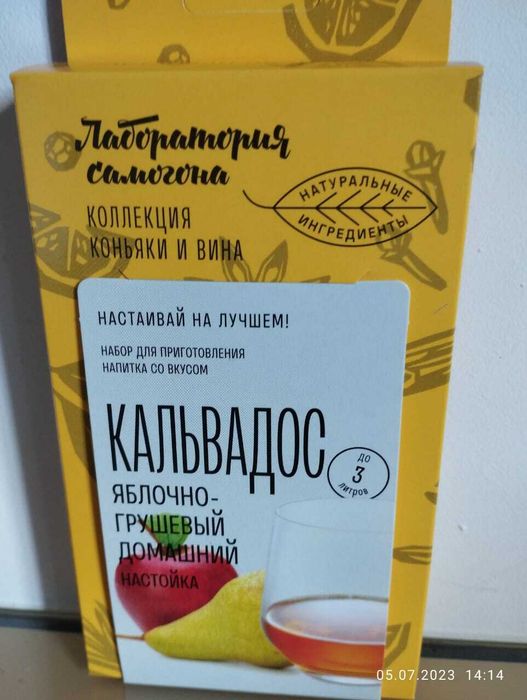 Лаборатория
самогона
НАТУРАЛЬНЫЕ
ИНГРЕДИЕНТЫ
КОЛЛЕКЦИЯ
КОНЬЯКИ И ВИНА
НАСТАИВАЙ НА ЛУЧШЕМ!
НАБОР ДЛЯ ПРИГОТОВЛЕНИЯ
НАПИТКА СО ВКУСОМ
КАЛЬВАДОС
ДО
3
ЛИТРОВ
ЯБЛОЧНО-
ГРУШЕВЫЙ
ДОМАШНИЙ
НАСТОЙКА
05.07.2023 14:14